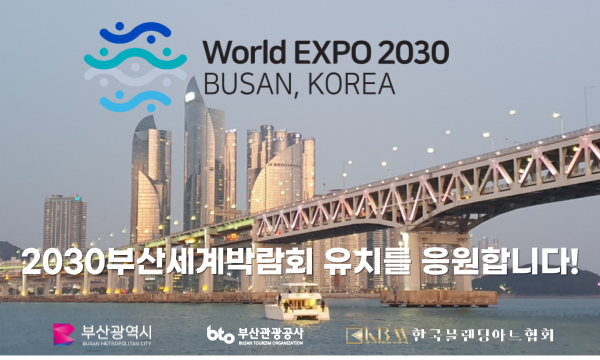 World EXPO 2030
BUSAN, KOREA
2030부산세계박람회 유치를 응원합니다!
부산광역시
BUSAN METROPOLITAN CITY
bto 부산관광공사
BUSAN TOURISM ORGANIZATION
한국블렌딩아트협회